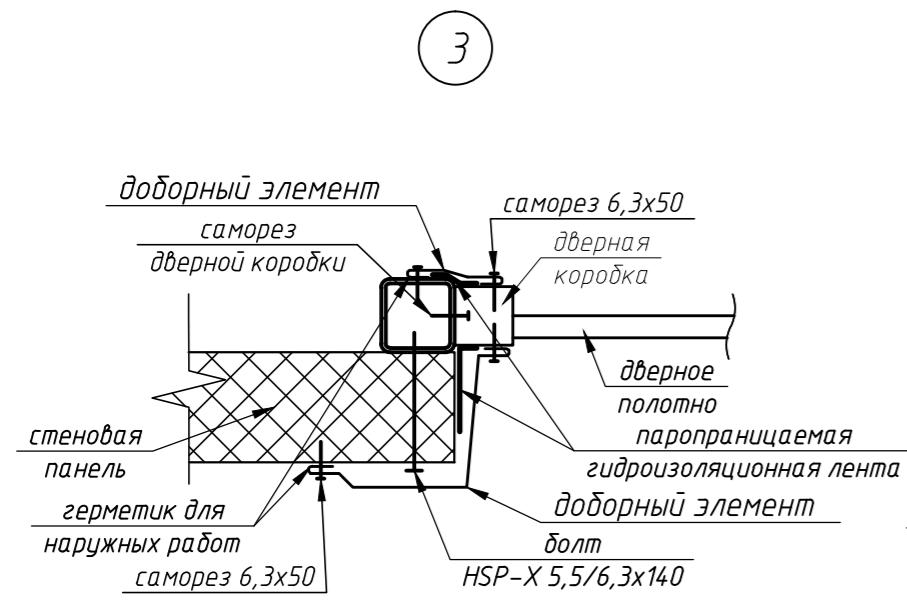 3
доборный элемент
саморез 6,3х50
саморез
дверной коробки
дверная
коробка
дверное
полотно
стеновая
панель
паропраницаемая
гидроизоляционная лента
герметик для
наружных работ
доборный элемент
саморез 6,3х50
болт
HSP-X 5,5/6,3х140